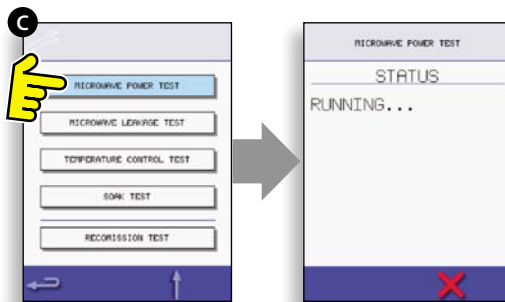 C
MICROWAVE POWER TEST
MICROWAVE LEAKAGE TEST
TEMPERATURE CONTROL TEST
SOAK TEST
RECOMISSION TEST
MICROWAVE POWER TEST
STATUS
RUNNING...